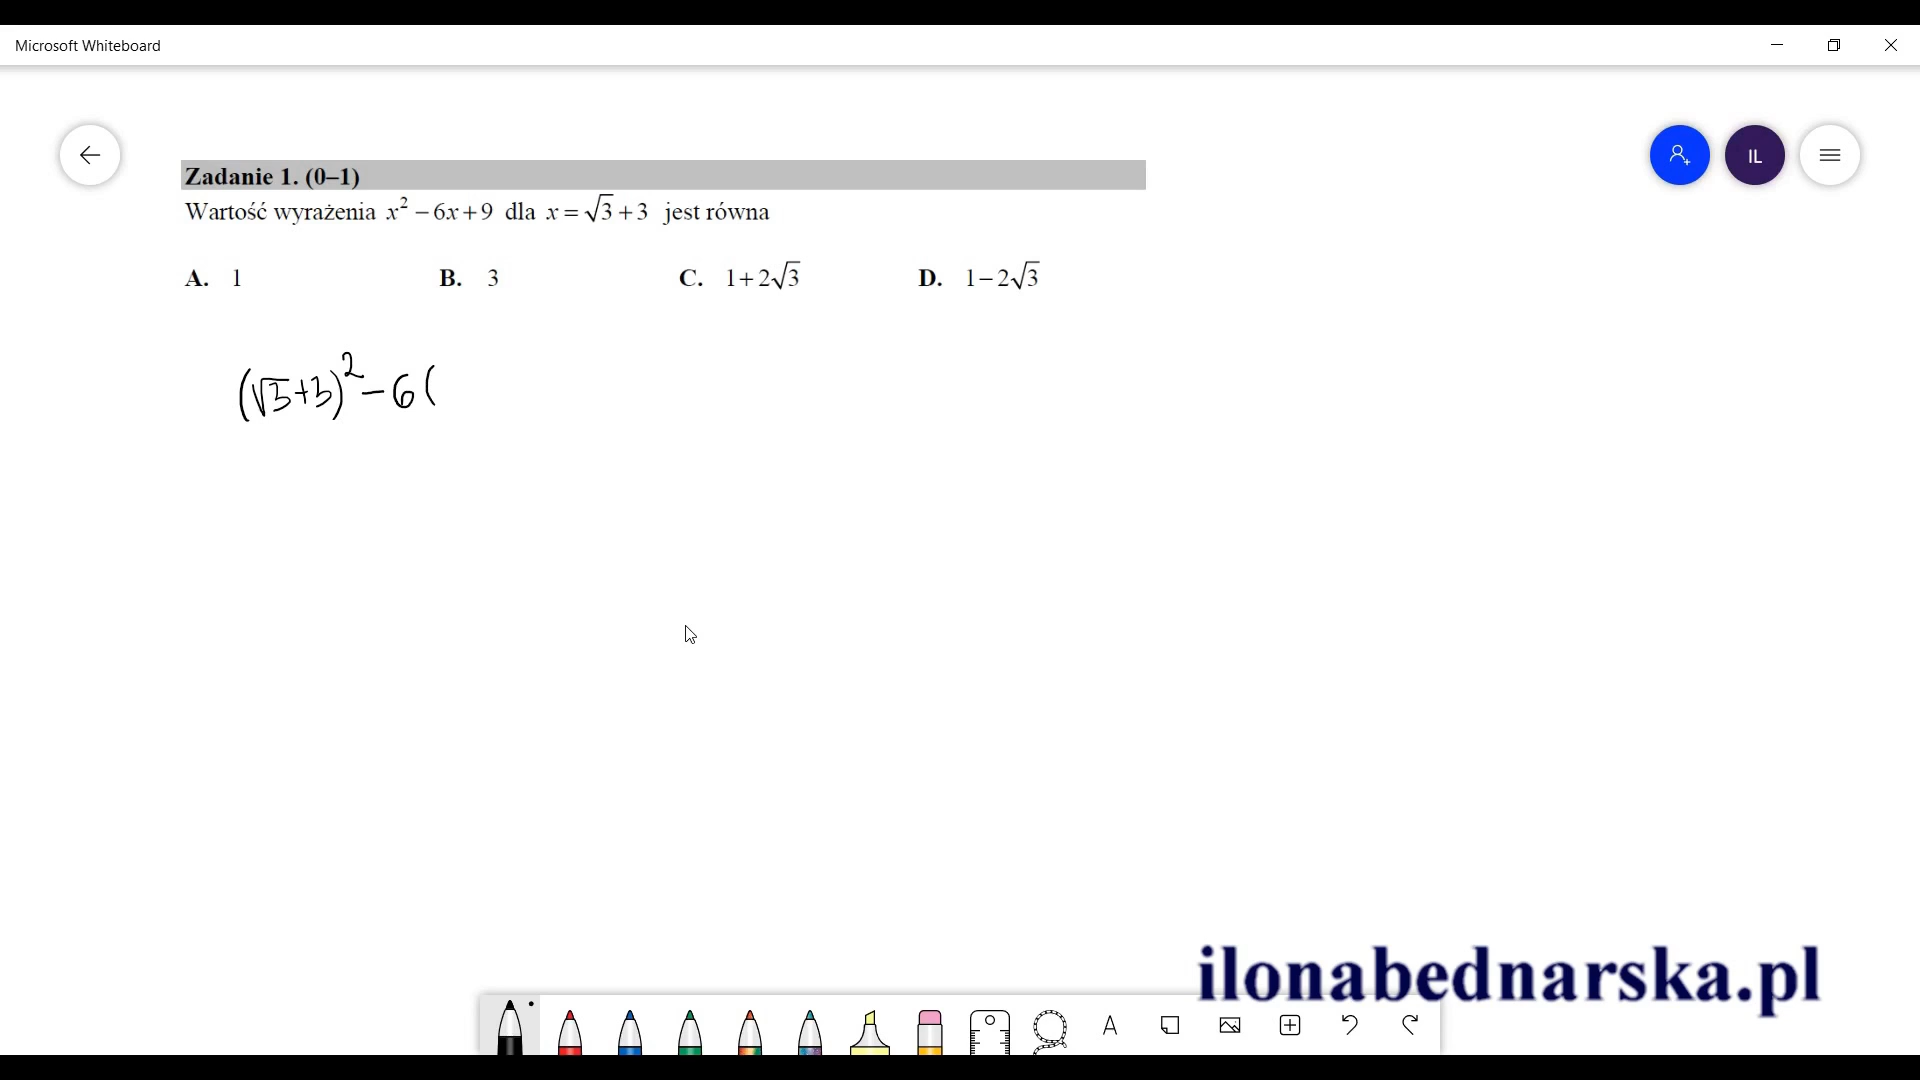 Microsoft Whiteboard
IL
Zadanie 1. (0–1)
Wartość wyrażenia x² − 6x + 9 dla x = √3 + 3 jest równa
A. 1 B. 3 C. 1 + 2√3 D. 1 − 2√3
(√3+3)² − 6(
ilonabednarska.pl